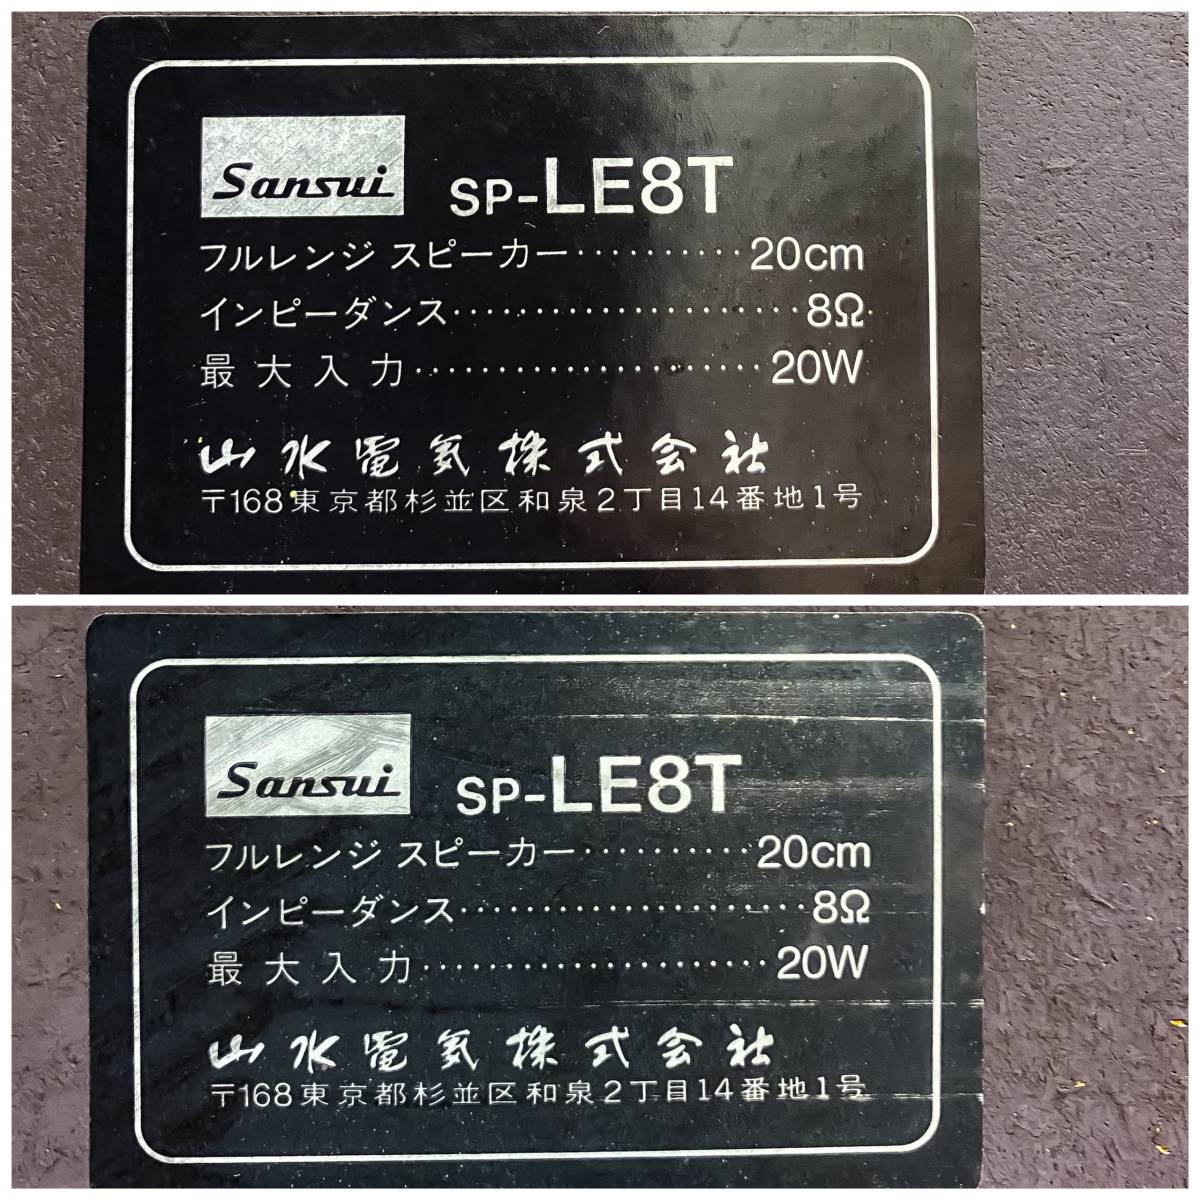 Sansui SP-LE8T
フルレンジ スピーカー··········20cm
インピーダンス······················8Ω
最大入力······················20W
山水電気株式会社
〒168東京都杉並区和泉2丁目14番地1号
Sansui SP-LE8T
フルレンジ スピーカー··········20cm
インピーダンス······················8Ω
最大入力······················20W
山水電気株式会社
〒168東京都杉並区和泉2丁目14番地1号